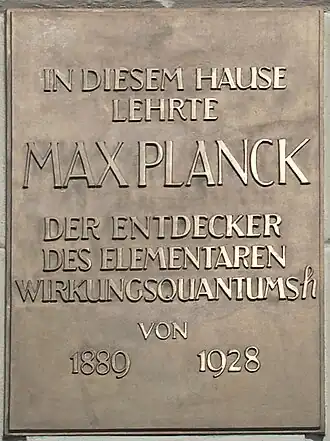 IN DIESEM HAUSE
LEHRTE
MAX PLANCK
DER ENTDECKER
DES ELEMENTAREN
WIRKUNGSQUANTUMS h
VON
1889 1928